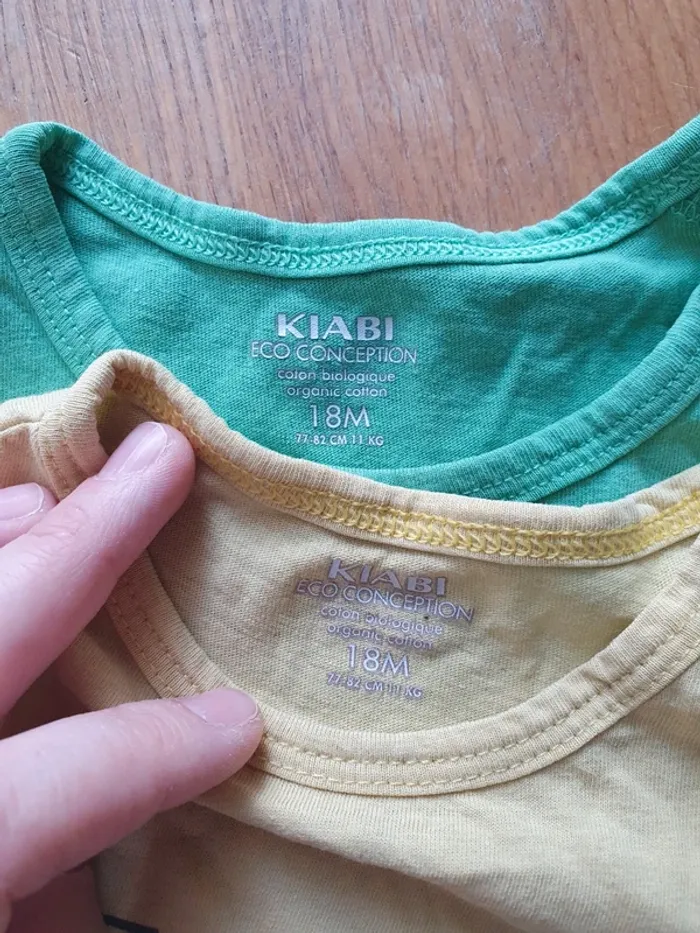 KIABI
ECO CONCEPTION
coton biologique
organic cotton
18M
77-82 CM 11 KG
KIABI
ECO CONCEPTION
coton biologique
organic cotton
18M
77-82 CM 11 KG